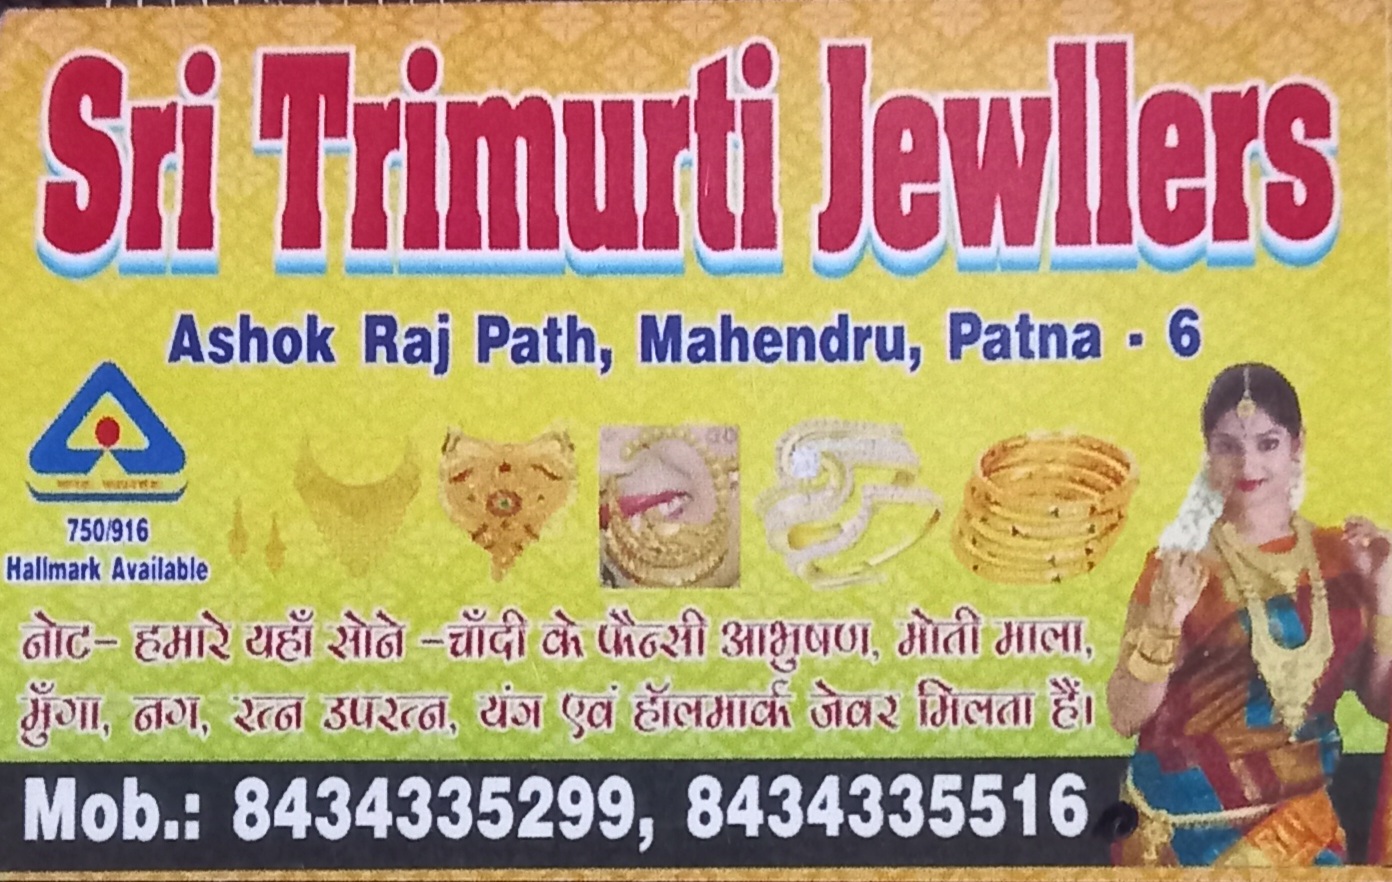 Sri Trimurti Jewllers
Ashok Raj Path, Mahendru, Patna - 6
750/916
Hallmark Available
नोट- हमारे यहाँ सोने -चाँदी के फैन्सी आभुषण, मोती माला,
मुँगा, नग, रत्न उपरत्न, यंग एवं हॉलमार्क जेवर मिलता हैं।
Mob.: 8434335299, 8434335516